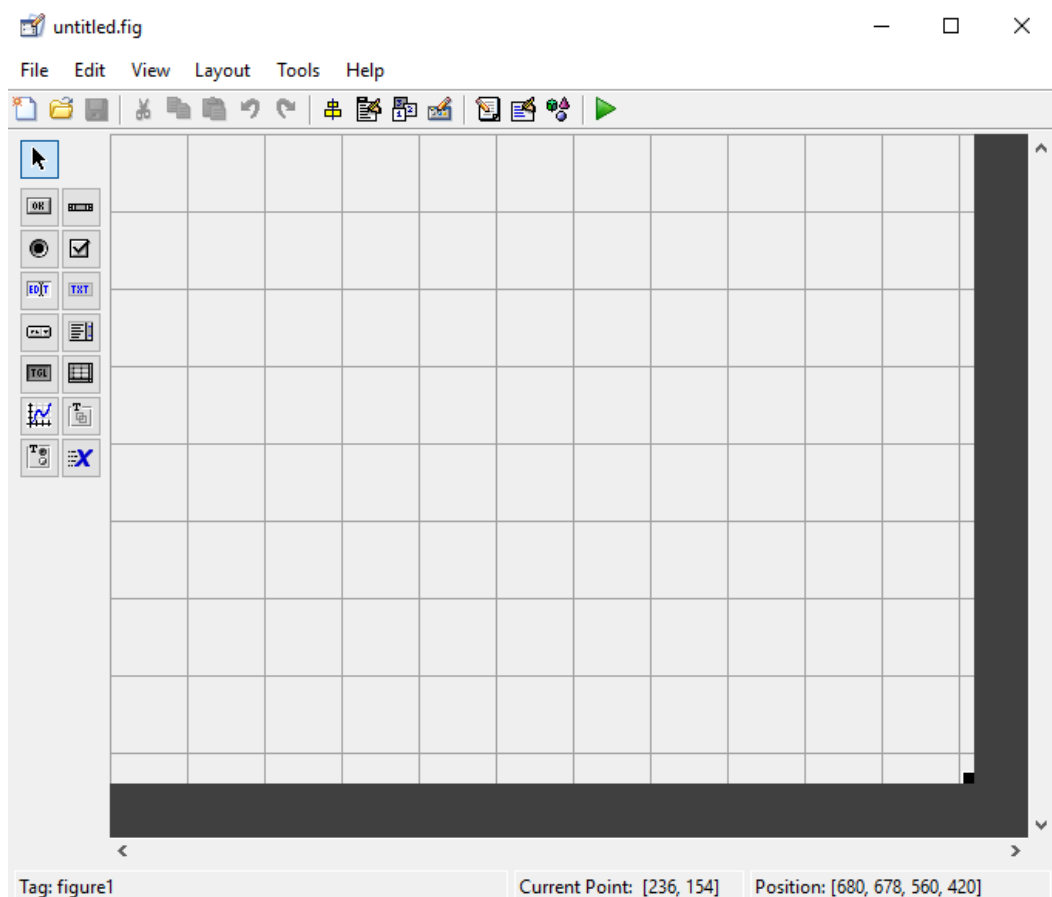 untitled.fig
File Edit View Layout Tools Help
OK
EDIT
TXT
TGL
T
T
X
Tag: figure1 Current Point: [236, 154] Position: [680, 678, 560, 420]